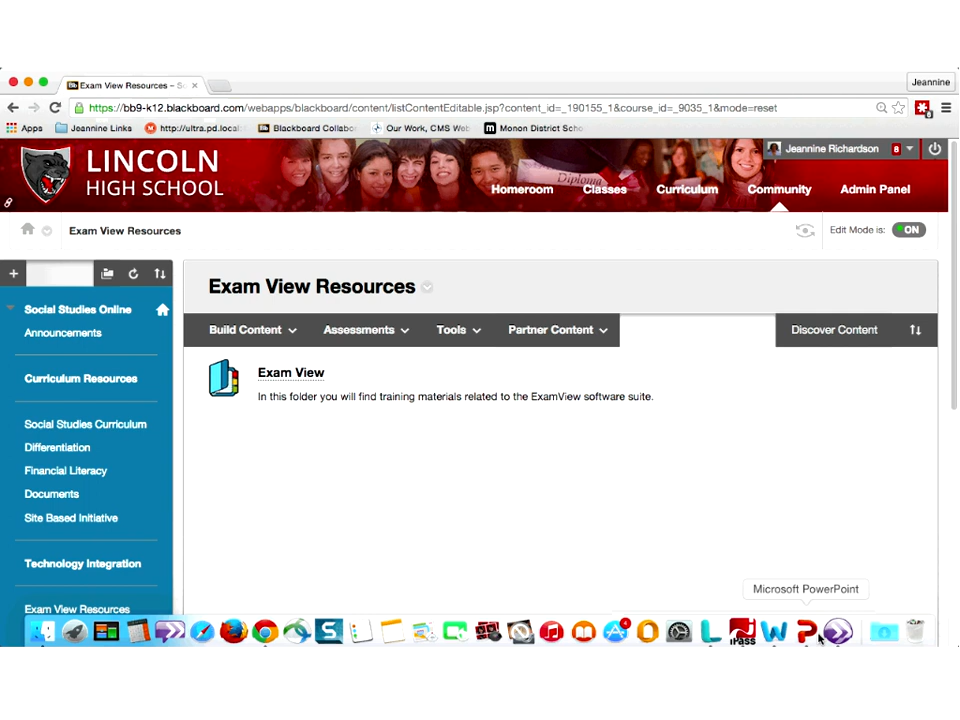 Exam View Resources – Sc
Jeannine
https://bb9-k12.blackboard.com/webapps/blackboard/content/listContentEditable.jsp?content_id=_190155_1&course_id=_9035_1&mode=reset
Apps Jeannine Links http://ultra.pd.local Blackboard Collabo Our Work, CMS Web Monon District Scho
LINCOLN
HIGH SCHOOL
Diploma
Jeannine Richardson 8
Homeroom Classes Curriculum Community Admin Panel
Exam View Resources
Edit Mode is: ON
Social Studies Online
Announcements
Curriculum Resources
Social Studies Curriculum
Differentiation
Financial Literacy
Documents
Site Based Initiative
Technology Integration
Exam View Resources
Exam View Resources
Build Content Assessments Tools Partner Content Discover Content
Exam View
In this folder you will find training materials related to the ExamView software suite.
Microsoft PowerPoint
iPass